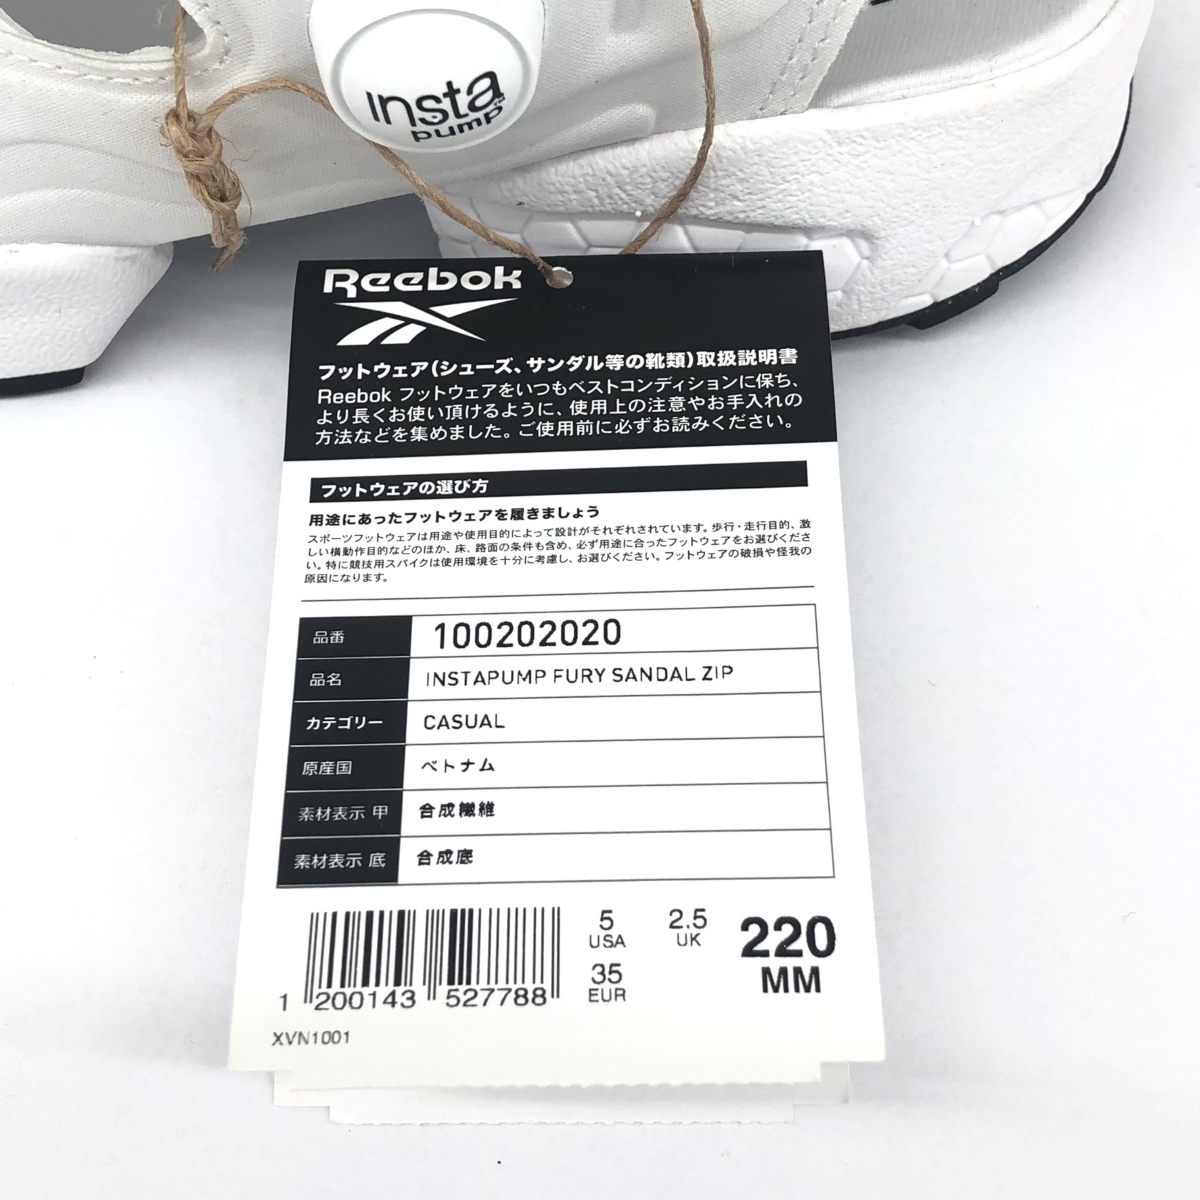 Insta
pump
Reebok
フットウェア(シューズ、サンダル等の靴類)取扱説明書
Reebok フットウェアをいつもベストコンディションに保ち、
より長くお使い頂けるように、使用上の注意やお手入れの
方法などを集めました。ご使用前に必ずお読みください。
フットウェアの選び方
用途にあったフットウェアを履きましょう
スポーツフットウェアは用途や使用目的によって設計がそれぞれされています。歩行・走行目的、激
しい横動作目的などのほか、床、路面の条件も含め、必ず用途に合ったフットウェアをお選びくださ
い。特に競技用スパイクは使用環境を十分に考慮し、お選びください。フットウェアの破損や怪我の
原因になります。
品番 100202020
品名 INSTAPUMP FURY SANDAL ZIP
カテゴリー CASUAL
原産国 ベトナム
素材表示 甲 合成繊維
素材表示 底 合成底
5 2.5 220
USA UK MM
35
EUR
1 200143 527788
XVN1001